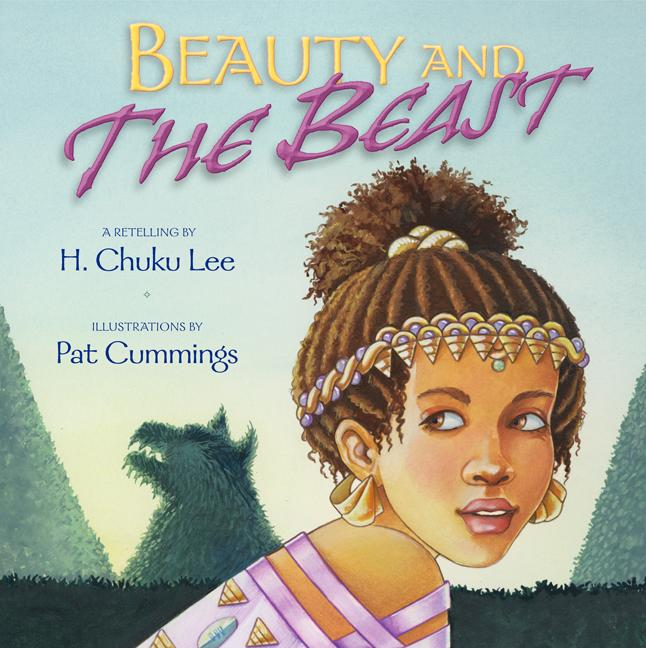 BEAUTY AND
THE BEAST
A RETELLING BY
H. Chuku Lee
ILLUSTRATIONS BY
Pat Cummings